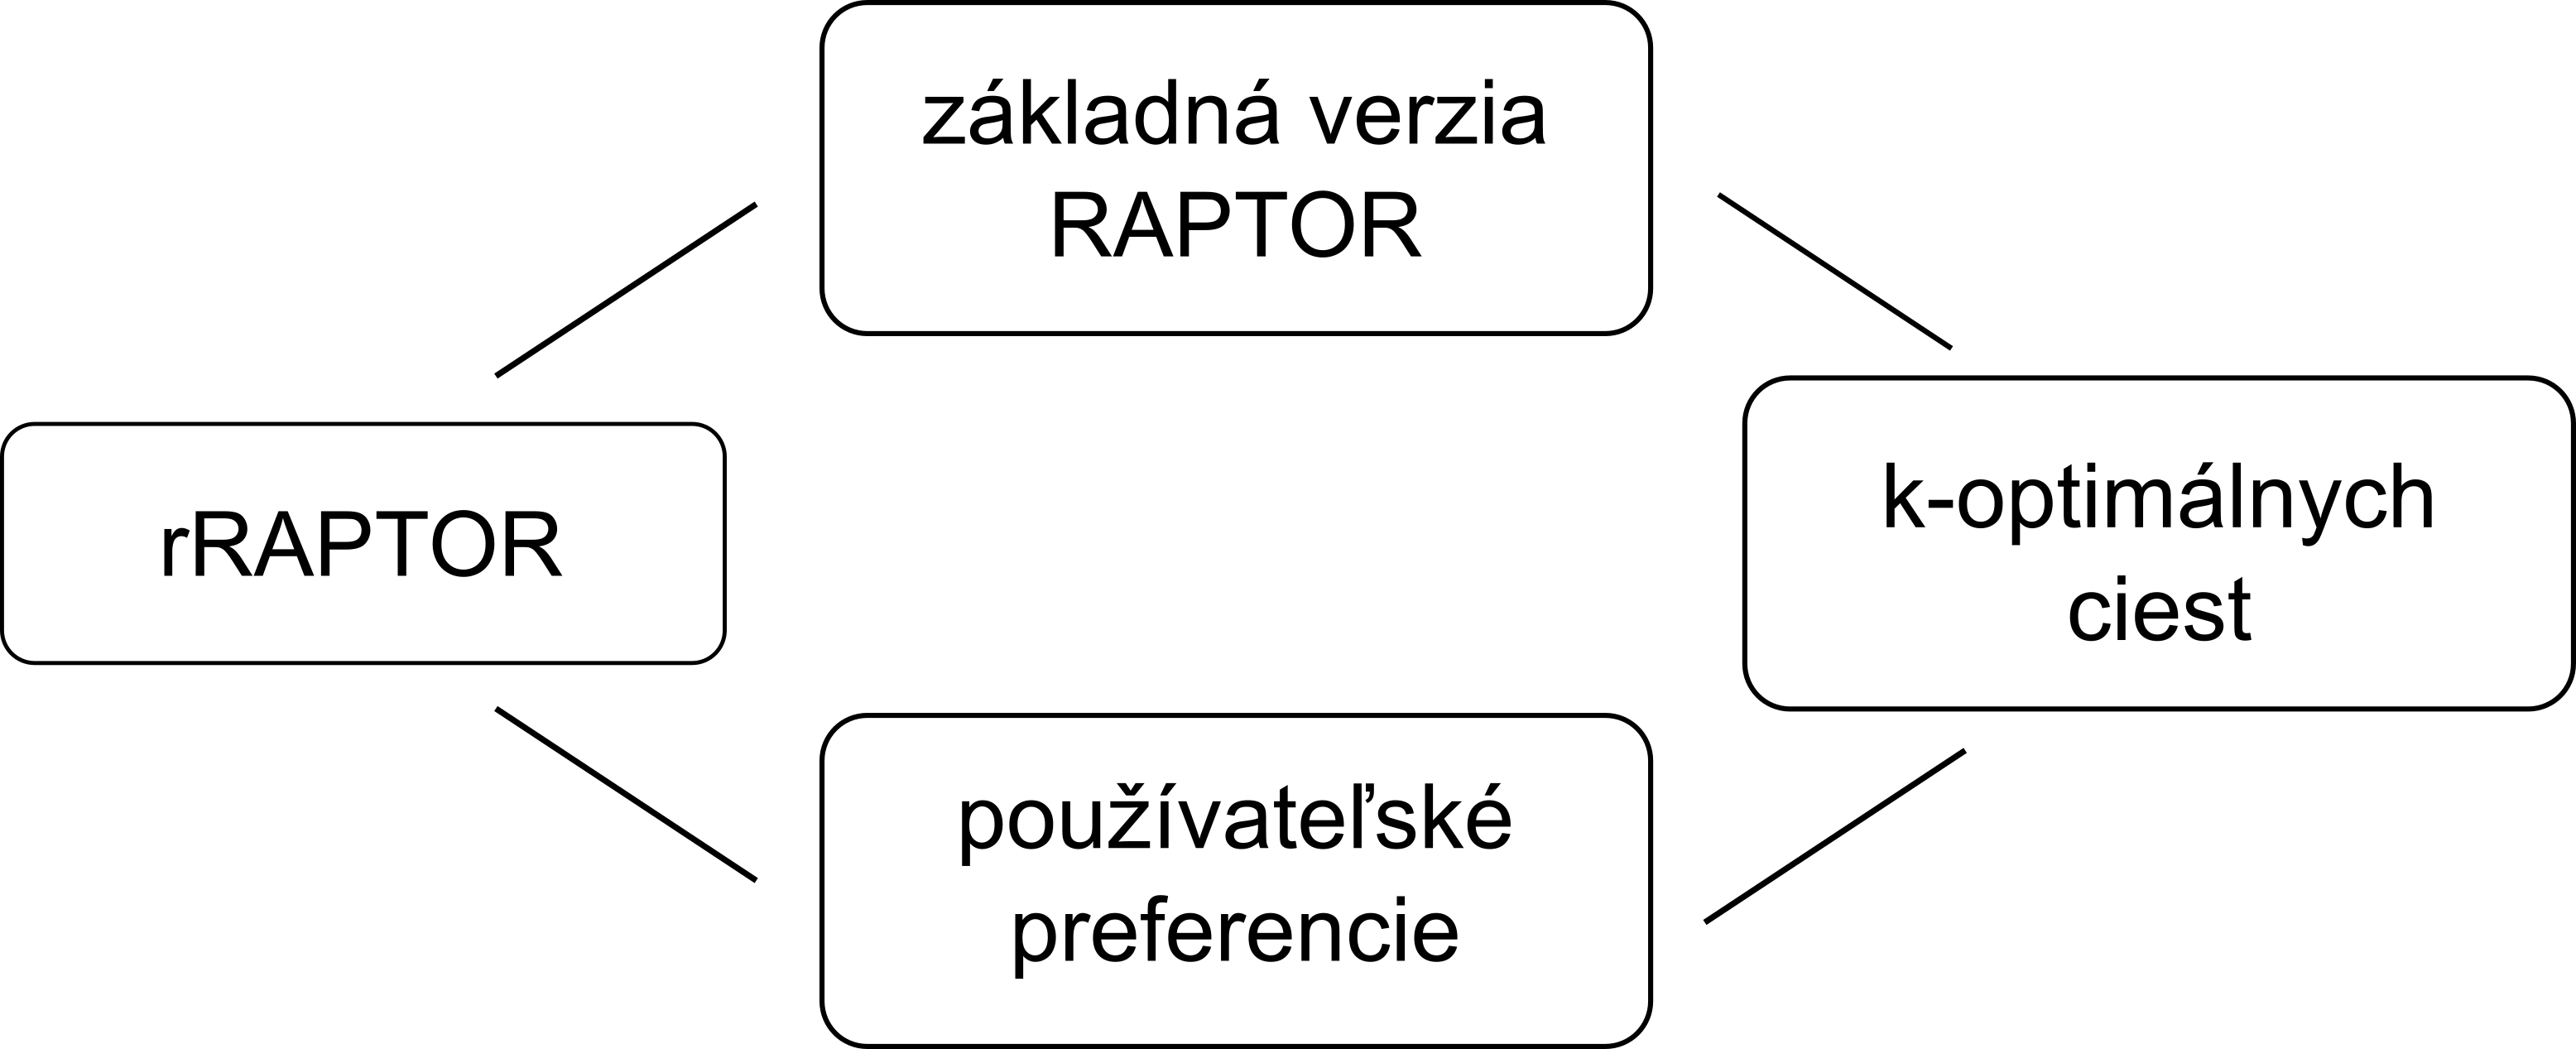 základná verzia
RAPTOR
rRAPTOR
k-optimálnych
ciest
používateľské
preferencie